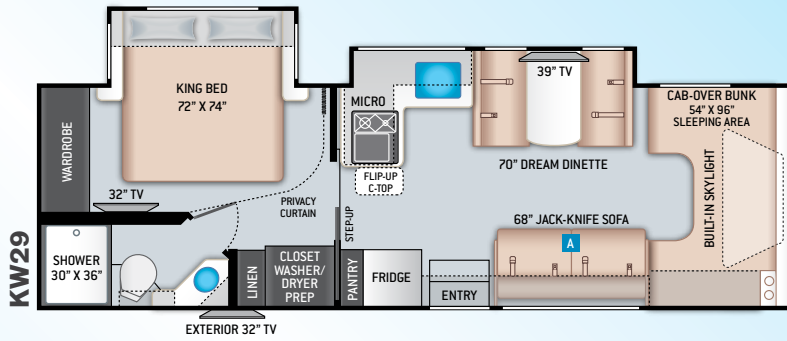 KING BED
72" X 74"
WARDROBE
32" TV
PRIVACY
CURTAIN
SHOWER
30" X 36"
LINEN
CLOSET
WASHER/
DRYER
PREP
EXTERIOR 32" TV
KW29
MICRO
FLIP-UP
C-TOP
STEP-UP
PANTRY
FRIDGE
ENTRY
39" TV
70" DREAM DINETTE
68" JACK-KNIFE SOFA
A
CAB-OVER BUNK
54" X 96"
SLEEPING AREA
BUILT-IN SKYLIGHT